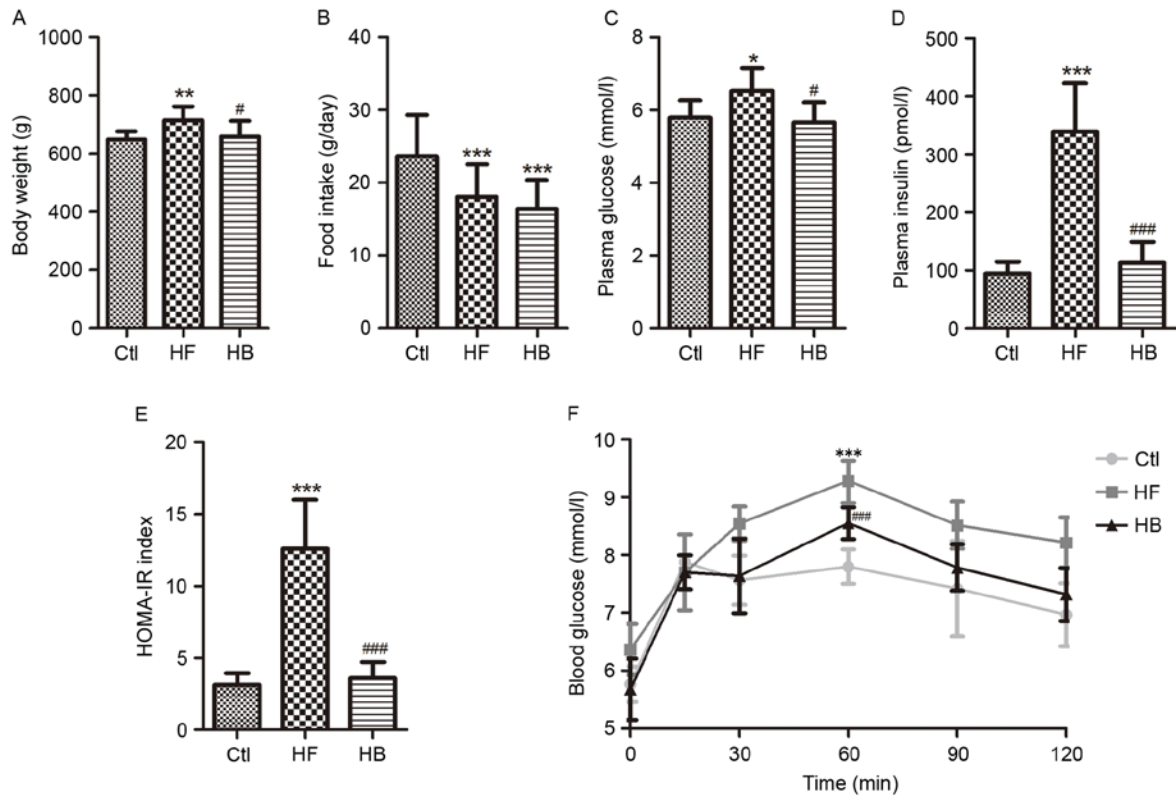 A
Body weight (g)
1000
800
600
400
200
0
**
#
Ctl HF HB
B
Food intake (g/day)
40
30
20
10
0
***
***
Ctl HF HB
C
Plasma glucose (mmol/l)
8
6
4
2
0
*
#
Ctl HF HB
D
Plasma insulin (pmol/l)
500
400
300
200
100
0
***
###
Ctl HF HB
E
HOMA-IR index
20
15
10
5
0
***
###
Ctl HF HB
F
Blood glucose (mmol/l)
10
9
8
7
6
5
***
###
0 30 60 90 120
Time (min)
Ctl
HF
HB